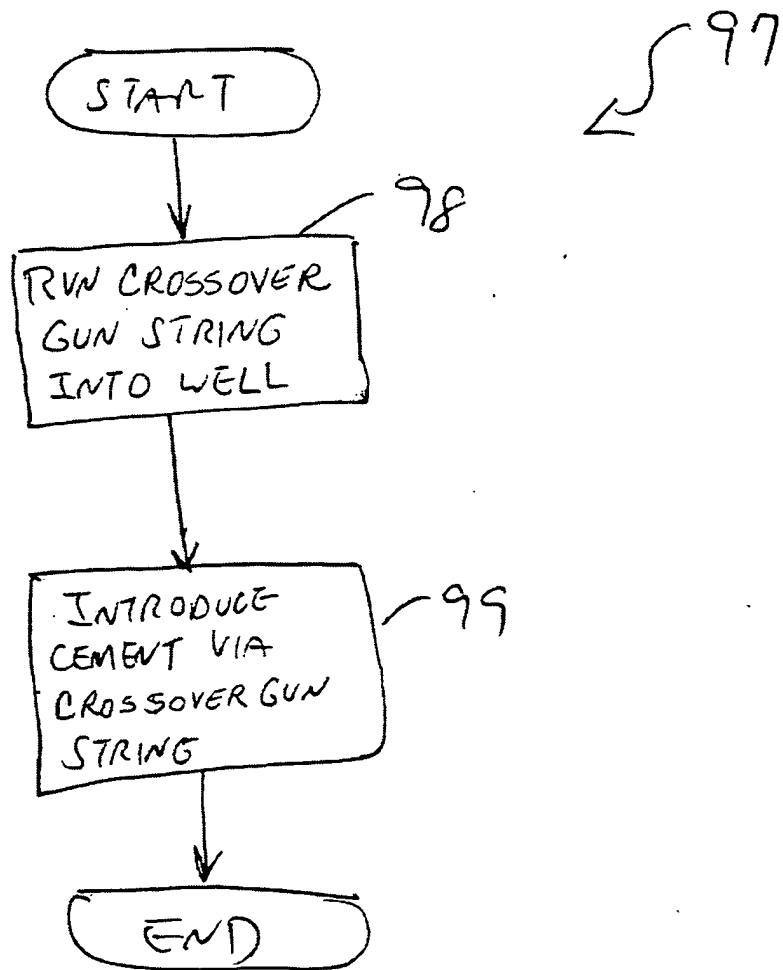 97
START
98
RUN CROSSOVER
GUN STRING
INTO WELL
99
INTRODUCE
CEMENT VIA
CROSSOVER GUN
STRING
END